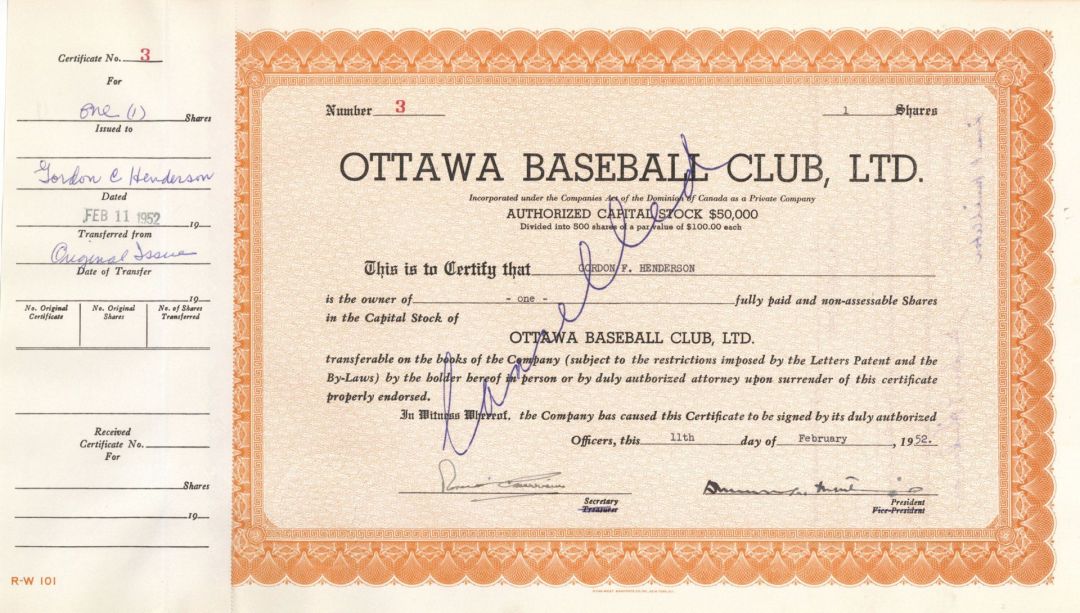 Certificate No. 3
For
one (1) Shares
Issued to
Gordon C Henderson
Dated
FEB 11 1952 19
Transferred from
Original Issue
Date of Transfer
19
No. Original Certificate No. Original Shares No. of Shares Transferred
Received
Certificate No.
For
Shares
19
R-W 101
Number 3 1 Shares
OTTAWA BASEBALL CLUB, LTD.
Incorporated under the Companies Act of the Dominion of Canada as a Private Company
AUTHORIZED CAPITAL STOCK $50,000
Divided into 500 shares of a par value of $100.00 each
This is to Certify that GORDON F. HENDERSON
is the owner of - one - fully paid and non-assessable Shares
in the Capital Stock of
OTTAWA BASEBALL CLUB, LTD.
transferable on the books of the Company (subject to the restrictions imposed by the Letters Patent and the
By-Laws) by the holder hereof in person or by duly authorized attorney upon surrender of this certificate
properly endorsed.
In Witness Whereof, the Company has caused this Certificate to be signed by its duly authorized
Officers, this 11th day of February, 1952.
Secretary
Treasurer
President
Vice-President
Cancelled